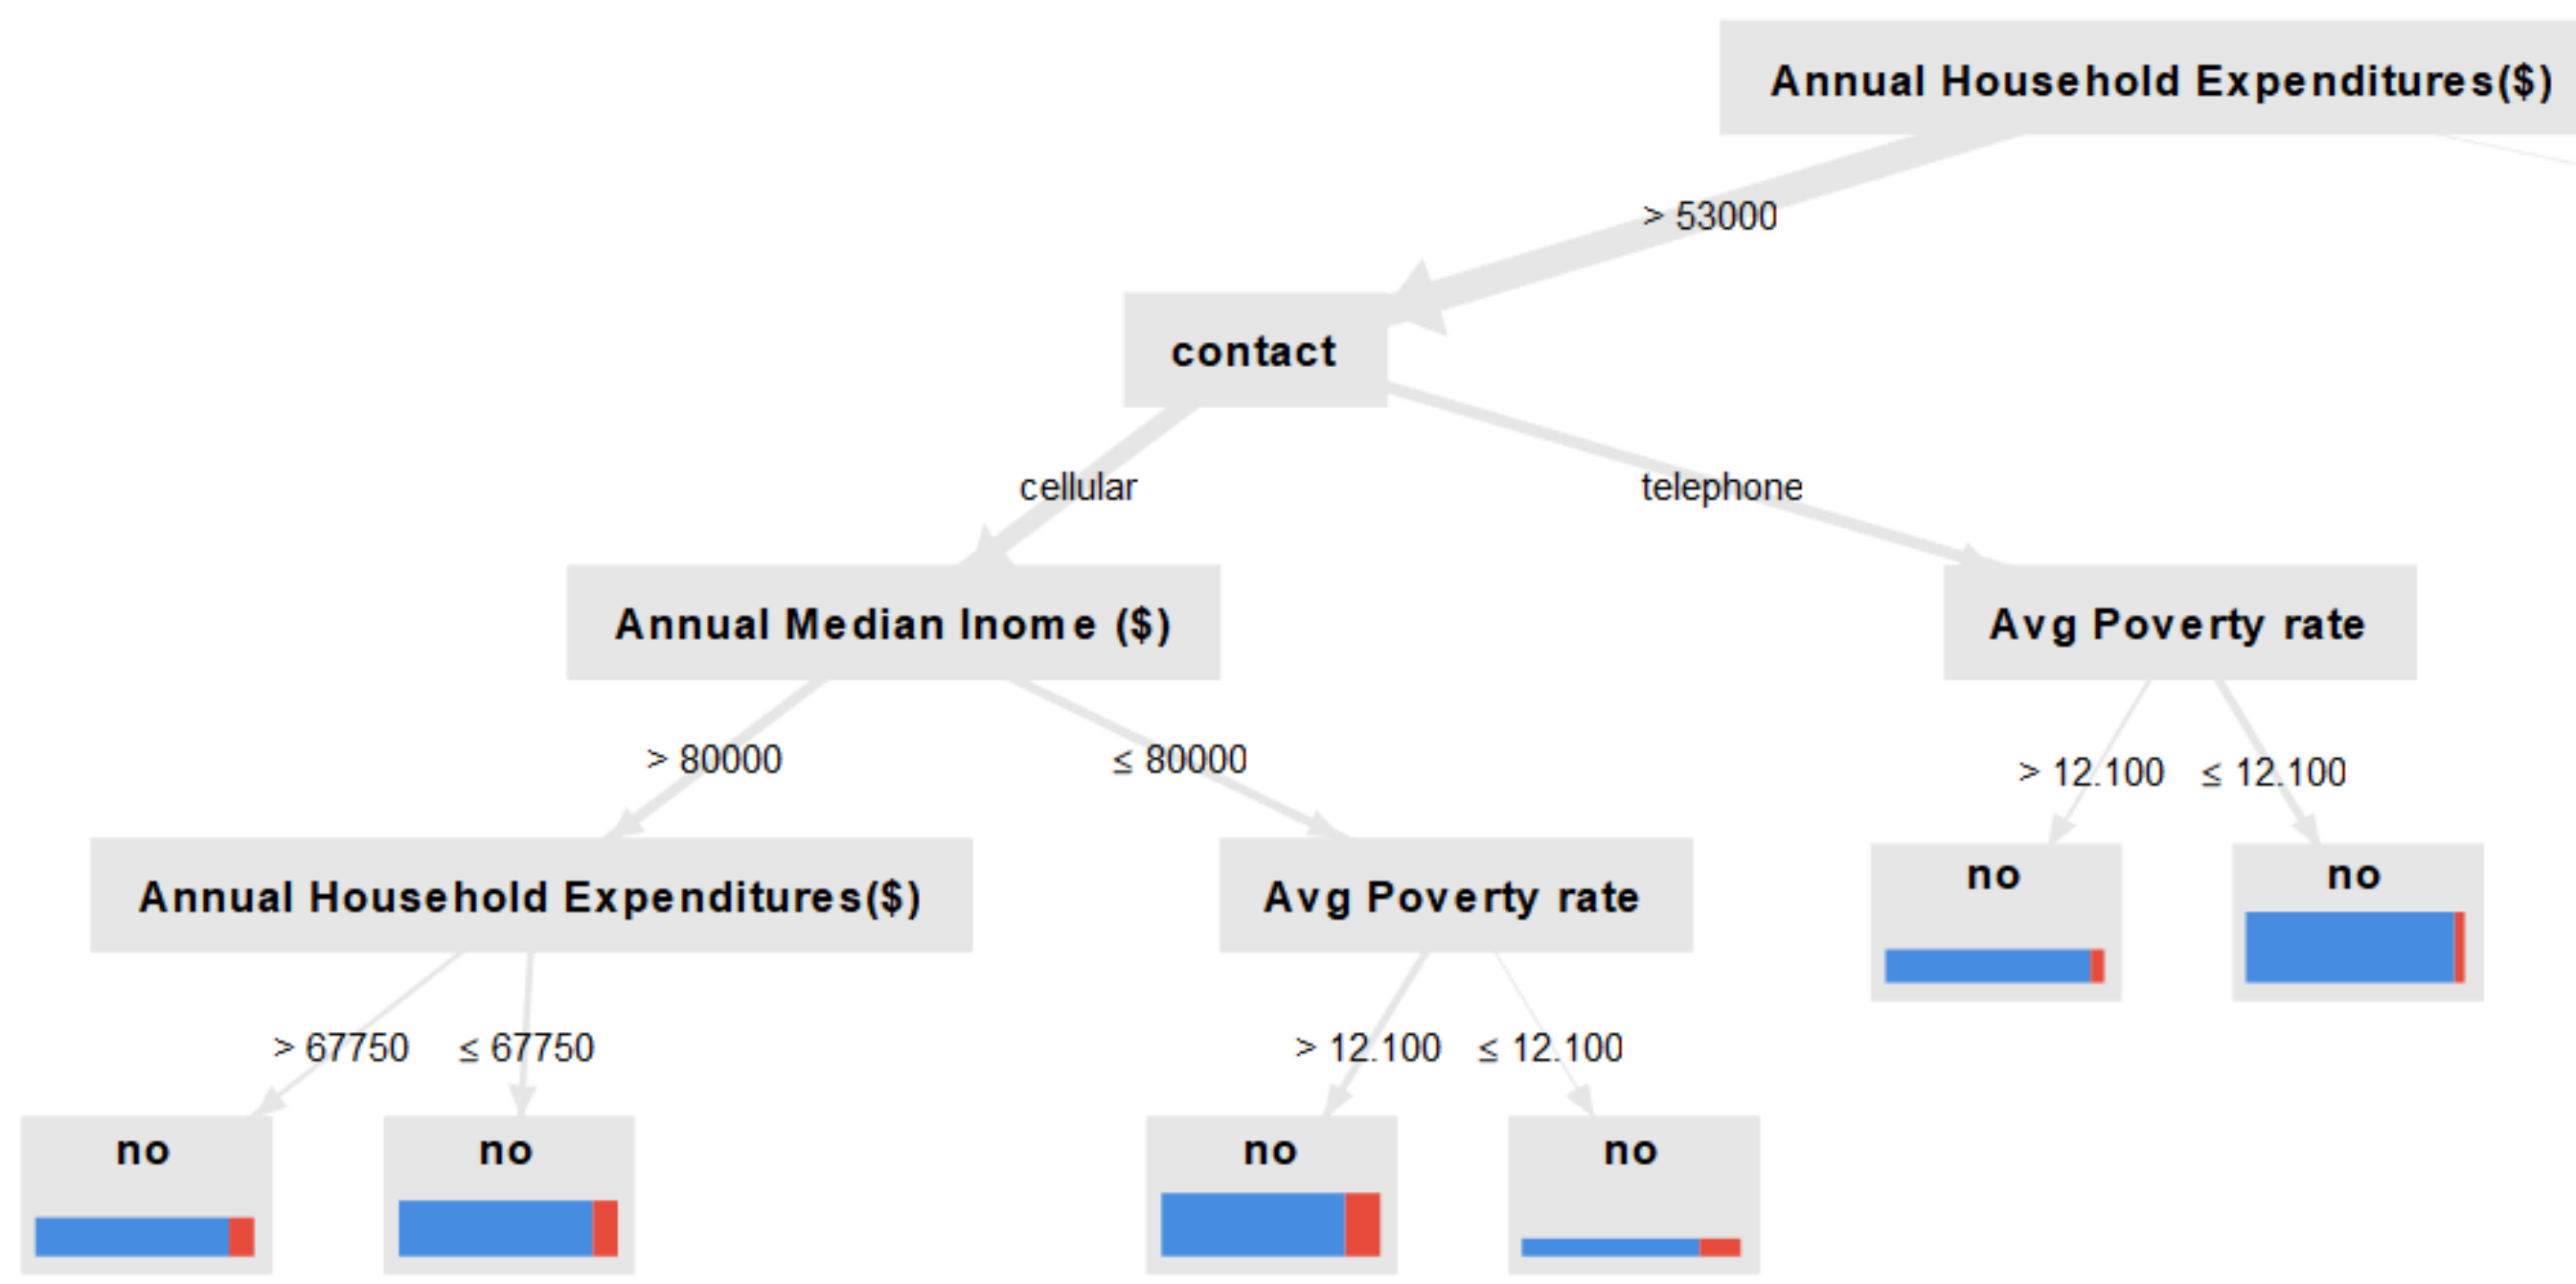 Annual Household Expenditures($)
> 53000
contact
cellular
telephone
Annual Median Inome ($)
Avg Poverty rate
> 80000
≤ 80000
> 12.100
≤ 12.100
Annual Household Expenditures($)
Avg Poverty rate
no
no
> 67750
≤ 67750
> 12.100
≤ 12.100
no
no
no
no